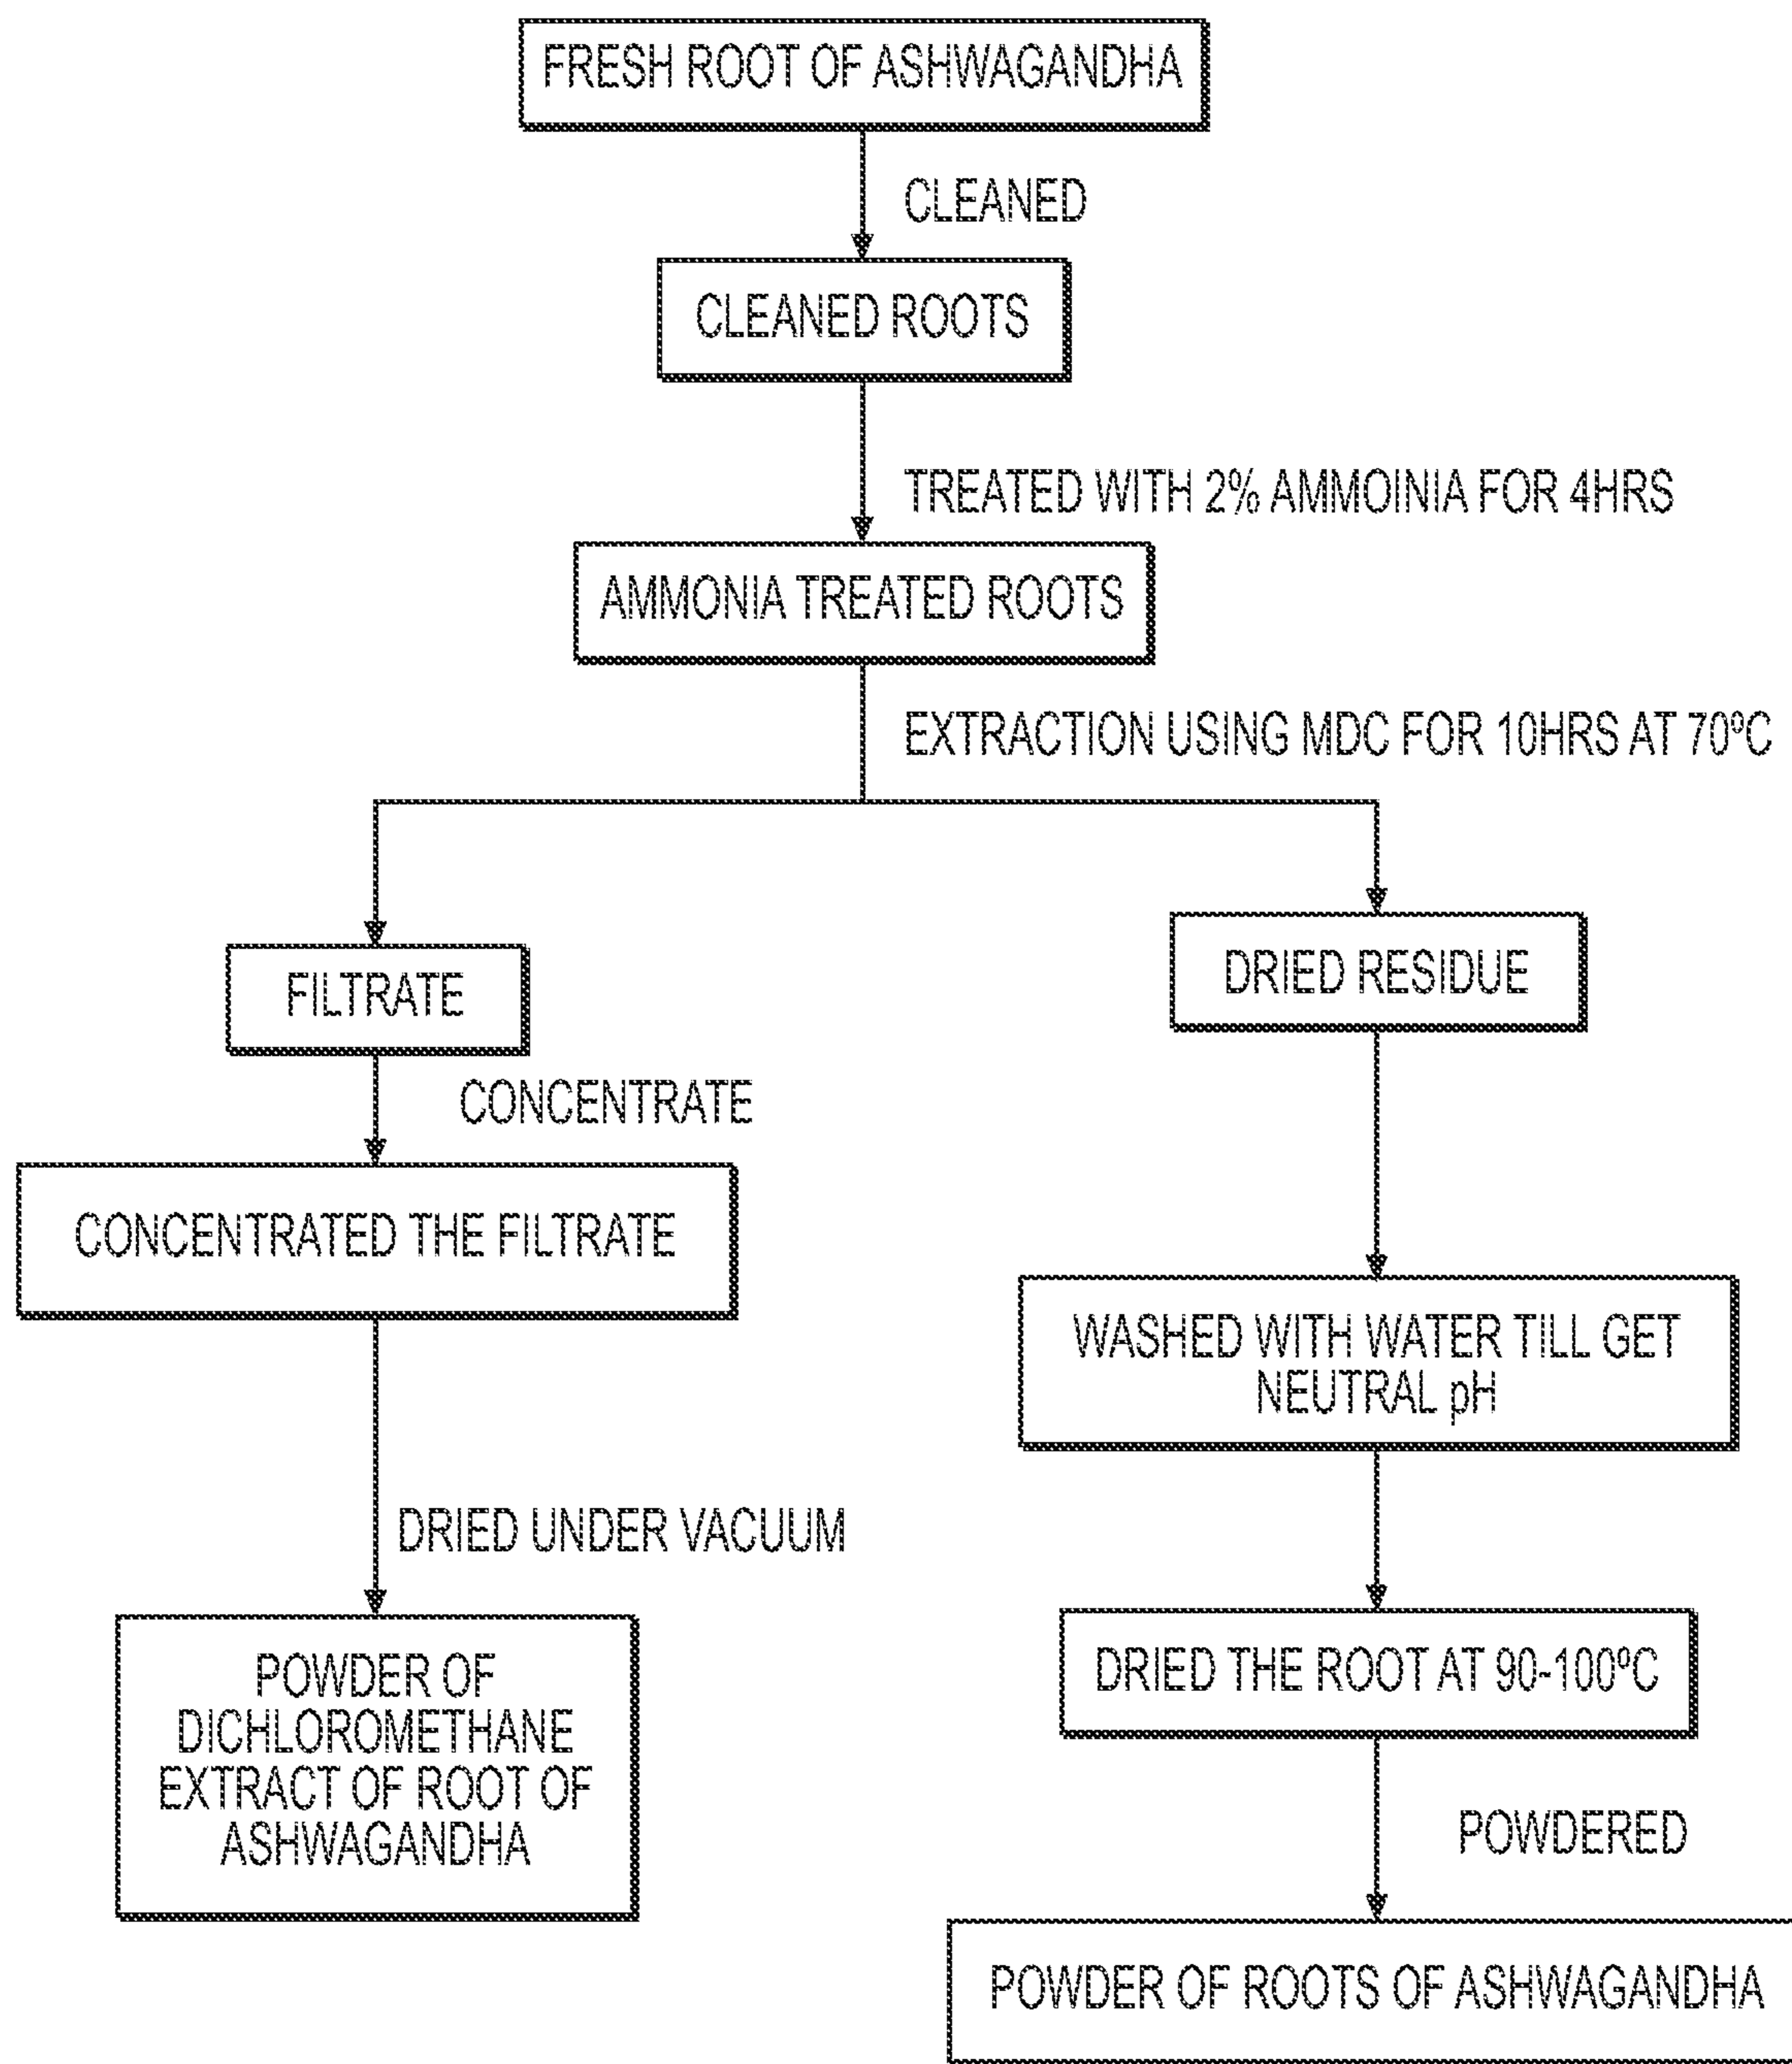 FRESH ROOT OF ASHWAGANDHA
CLEANED
CLEANED ROOTS
TREATED WITH 2% AMMOINIA FOR 4HRS
AMMONIA TREATED ROOTS
EXTRACTION USING MDC FOR 10HRS AT 70ºC
FILTRATE
CONCENTRATE
CONCENTRATED THE FILTRATE
DRIED UNDER VACUUM
POWDER OF
DICHLOROMETHANE
EXTRACT OF ROOT OF
ASHWAGANDHA
DRIED RESIDUE
WASHED WITH WATER TILL GET
NEUTRAL pH
DRIED THE ROOT AT 90-100ºC
POWDERED
POWDER OF ROOTS OF ASHWAGANDHA